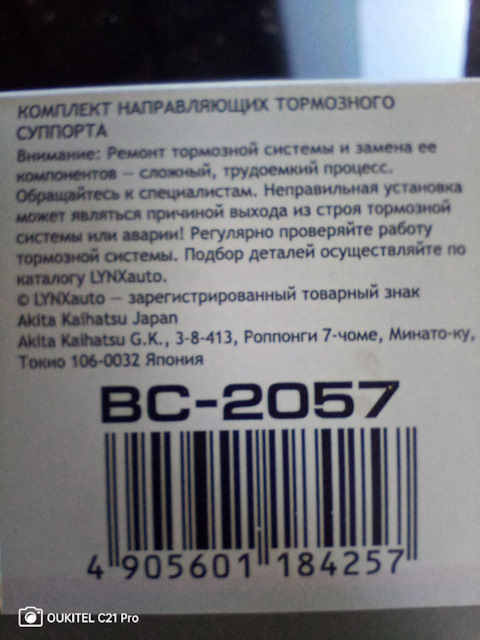 КОМПЛЕКТ НАПРАВЛЯЮЩИХ ТОРМОЗНОГО
СУППОРТА
Внимание: Ремонт тормозной системы и замена ее
компонентов — сложный, трудоемкий процесс.
Обращайтесь к специалистам. Неправильная установка
может являться причиной выхода из строя тормозной
системы или аварии! Регулярно проверяйте работу
тормозной системы. Подбор деталей осуществляйте по
каталогу LYNXauto.
© LYNXauto — зарегистрированный товарный знак
Akita Kaihatsu Japan
Akita Kaihatsu G.K., 3-8-413, Роппонги 7-чоме, Минато-ку,
Токио 106-0032 Япония
BC-2057
4 905601 184257
OUKITEL C21 Pro